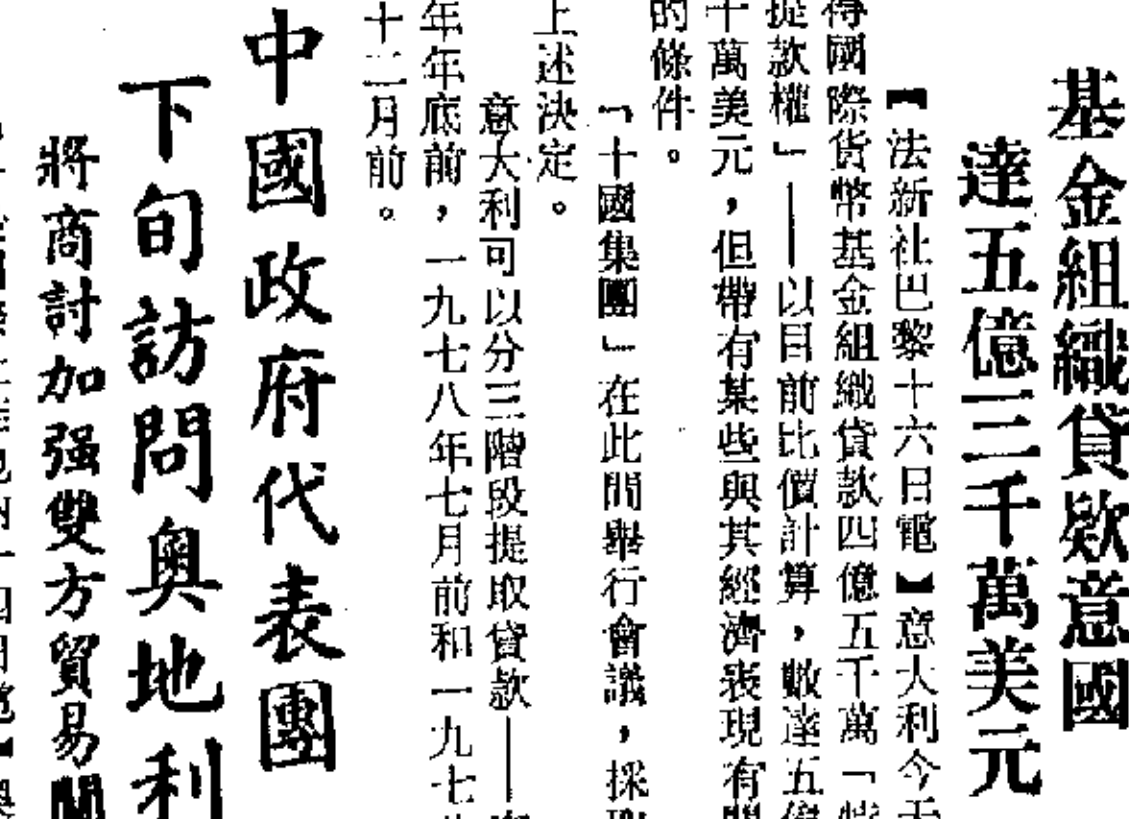 基金組織貸款意國
達五億三千萬美元
【法新社巴黎十六日電】意大利今天
得國際貨幣基金組織貸款四億五千萬「特
提款權」——以目前比價計算，數達五億
千萬美元，但帶有某些與其經濟表現有關
的條件。
「十國集團」在此間舉行會議，採取
上述決定。
意大利可以分三階段提取貸款——
年年底前，一九七八年七月前和一九七
十二月前。
中國政府代表團
下旬訪問奧地利
將商討加强雙方貿易關